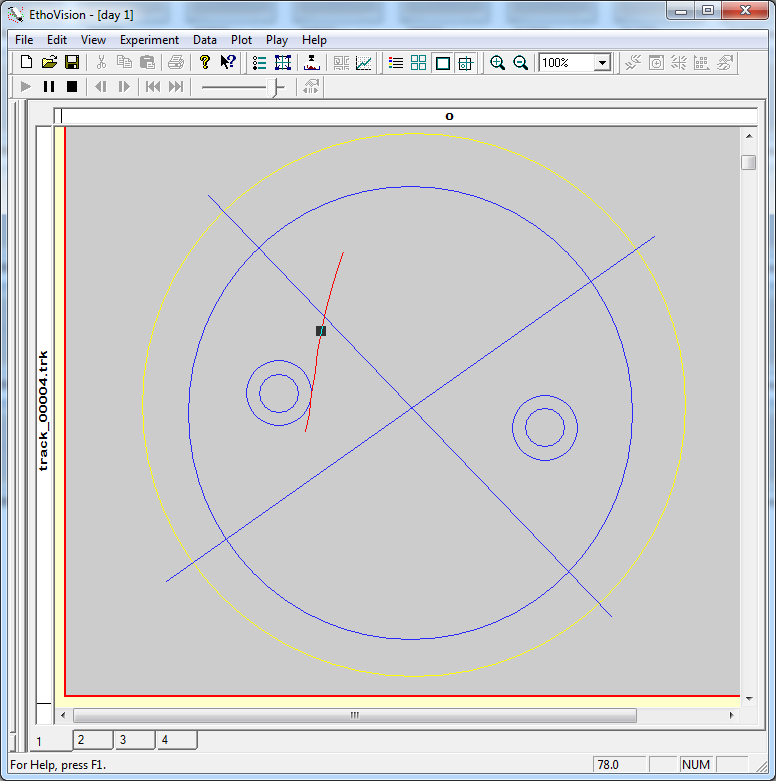 EthoVision - [day 1]
File Edit View Experiment Data Plot Play Help
100%
o
track_00004.trk
1 2 3 4
For Help, press F1. 78.0 NUM